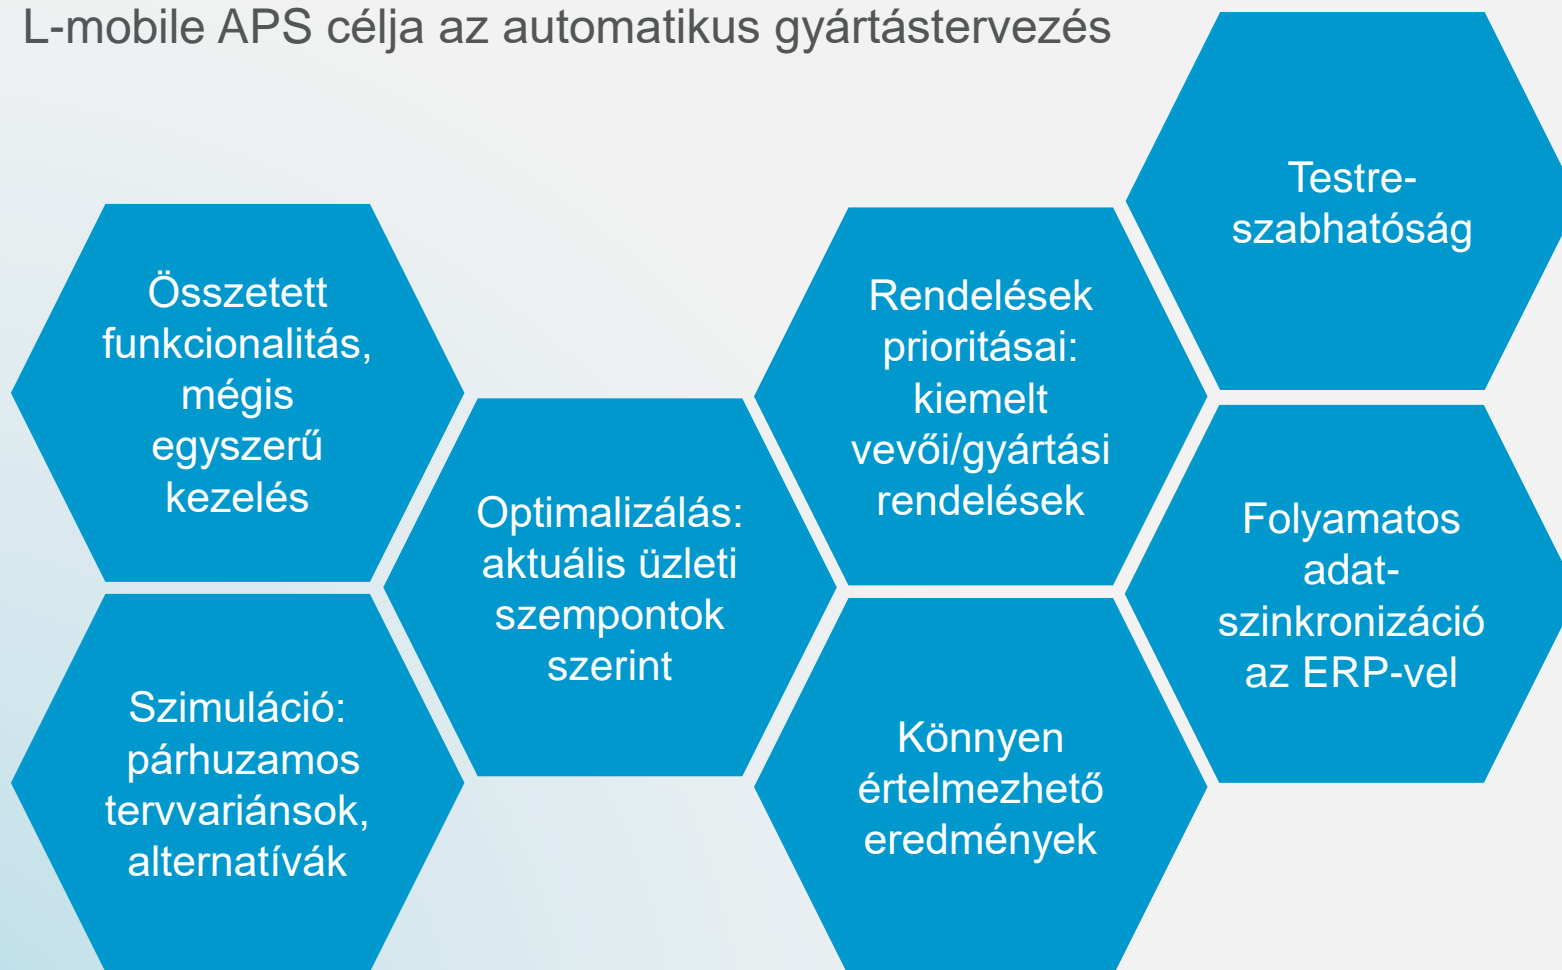 L-mobile APS célja az automatikus gyártástervezés
Összetett
funkcionalitás,
mégis
egyszerű
kezelés
Szimuláció:
párhuzamos
tervvariánsok,
alternatívák
Optimalizálás:
aktuális üzleti
szempontok
szerint
Rendelések
prioritásai:
kiemelt
vevői/gyártási
rendelések
Könnyen
értelmezhető
eredmények
Testre-
szabhatóság
Folyamatos
adat-
szinkronizáció
az ERP-vel